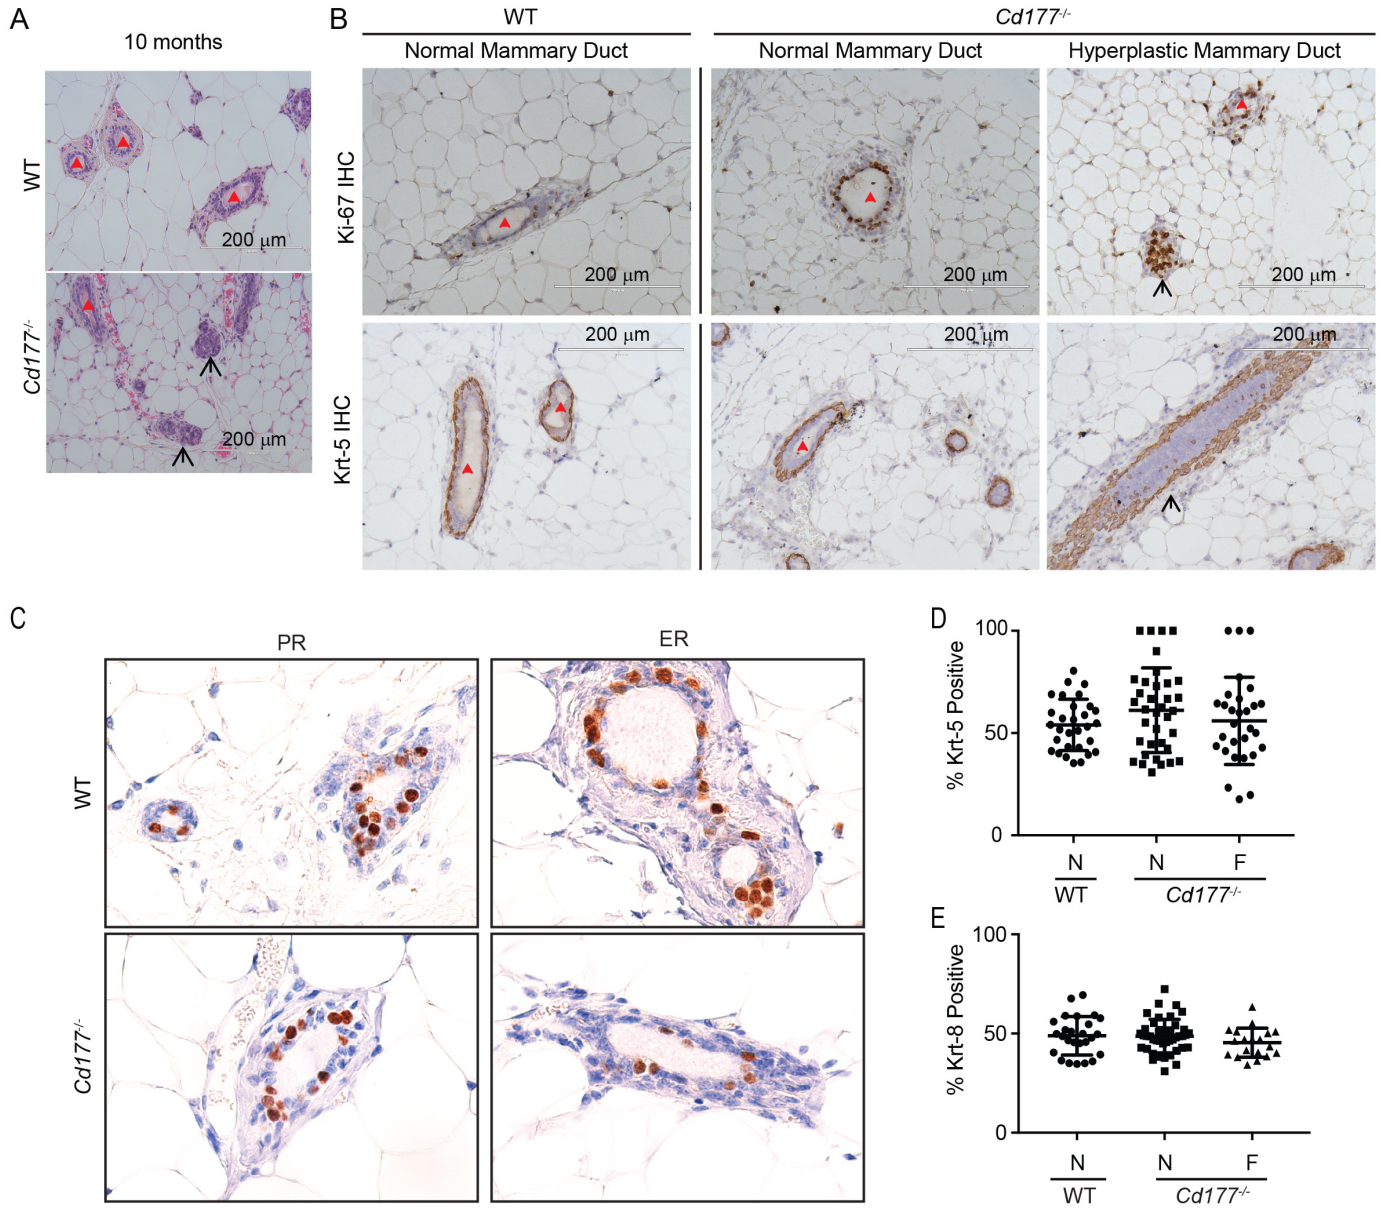 A
10 months
WT
200 μm
Cd177-/-
200 μm
B
WT
Cd177-/-
Normal Mammary Duct
Normal Mammary Duct
Hyperplastic Mammary Duct
Ki-67 IHC
200 μm
200 μm
200 μm
Krt-5 IHC
200 μm
200 μm
200 μm
C
PR
ER
WT
Cd177-/-
D
% Krt-5 Positive
100
50
0
N
N
F
WT
Cd177-/-
E
% Krt-8 Positive
100
50
0
N
N
F
WT
Cd177-/-